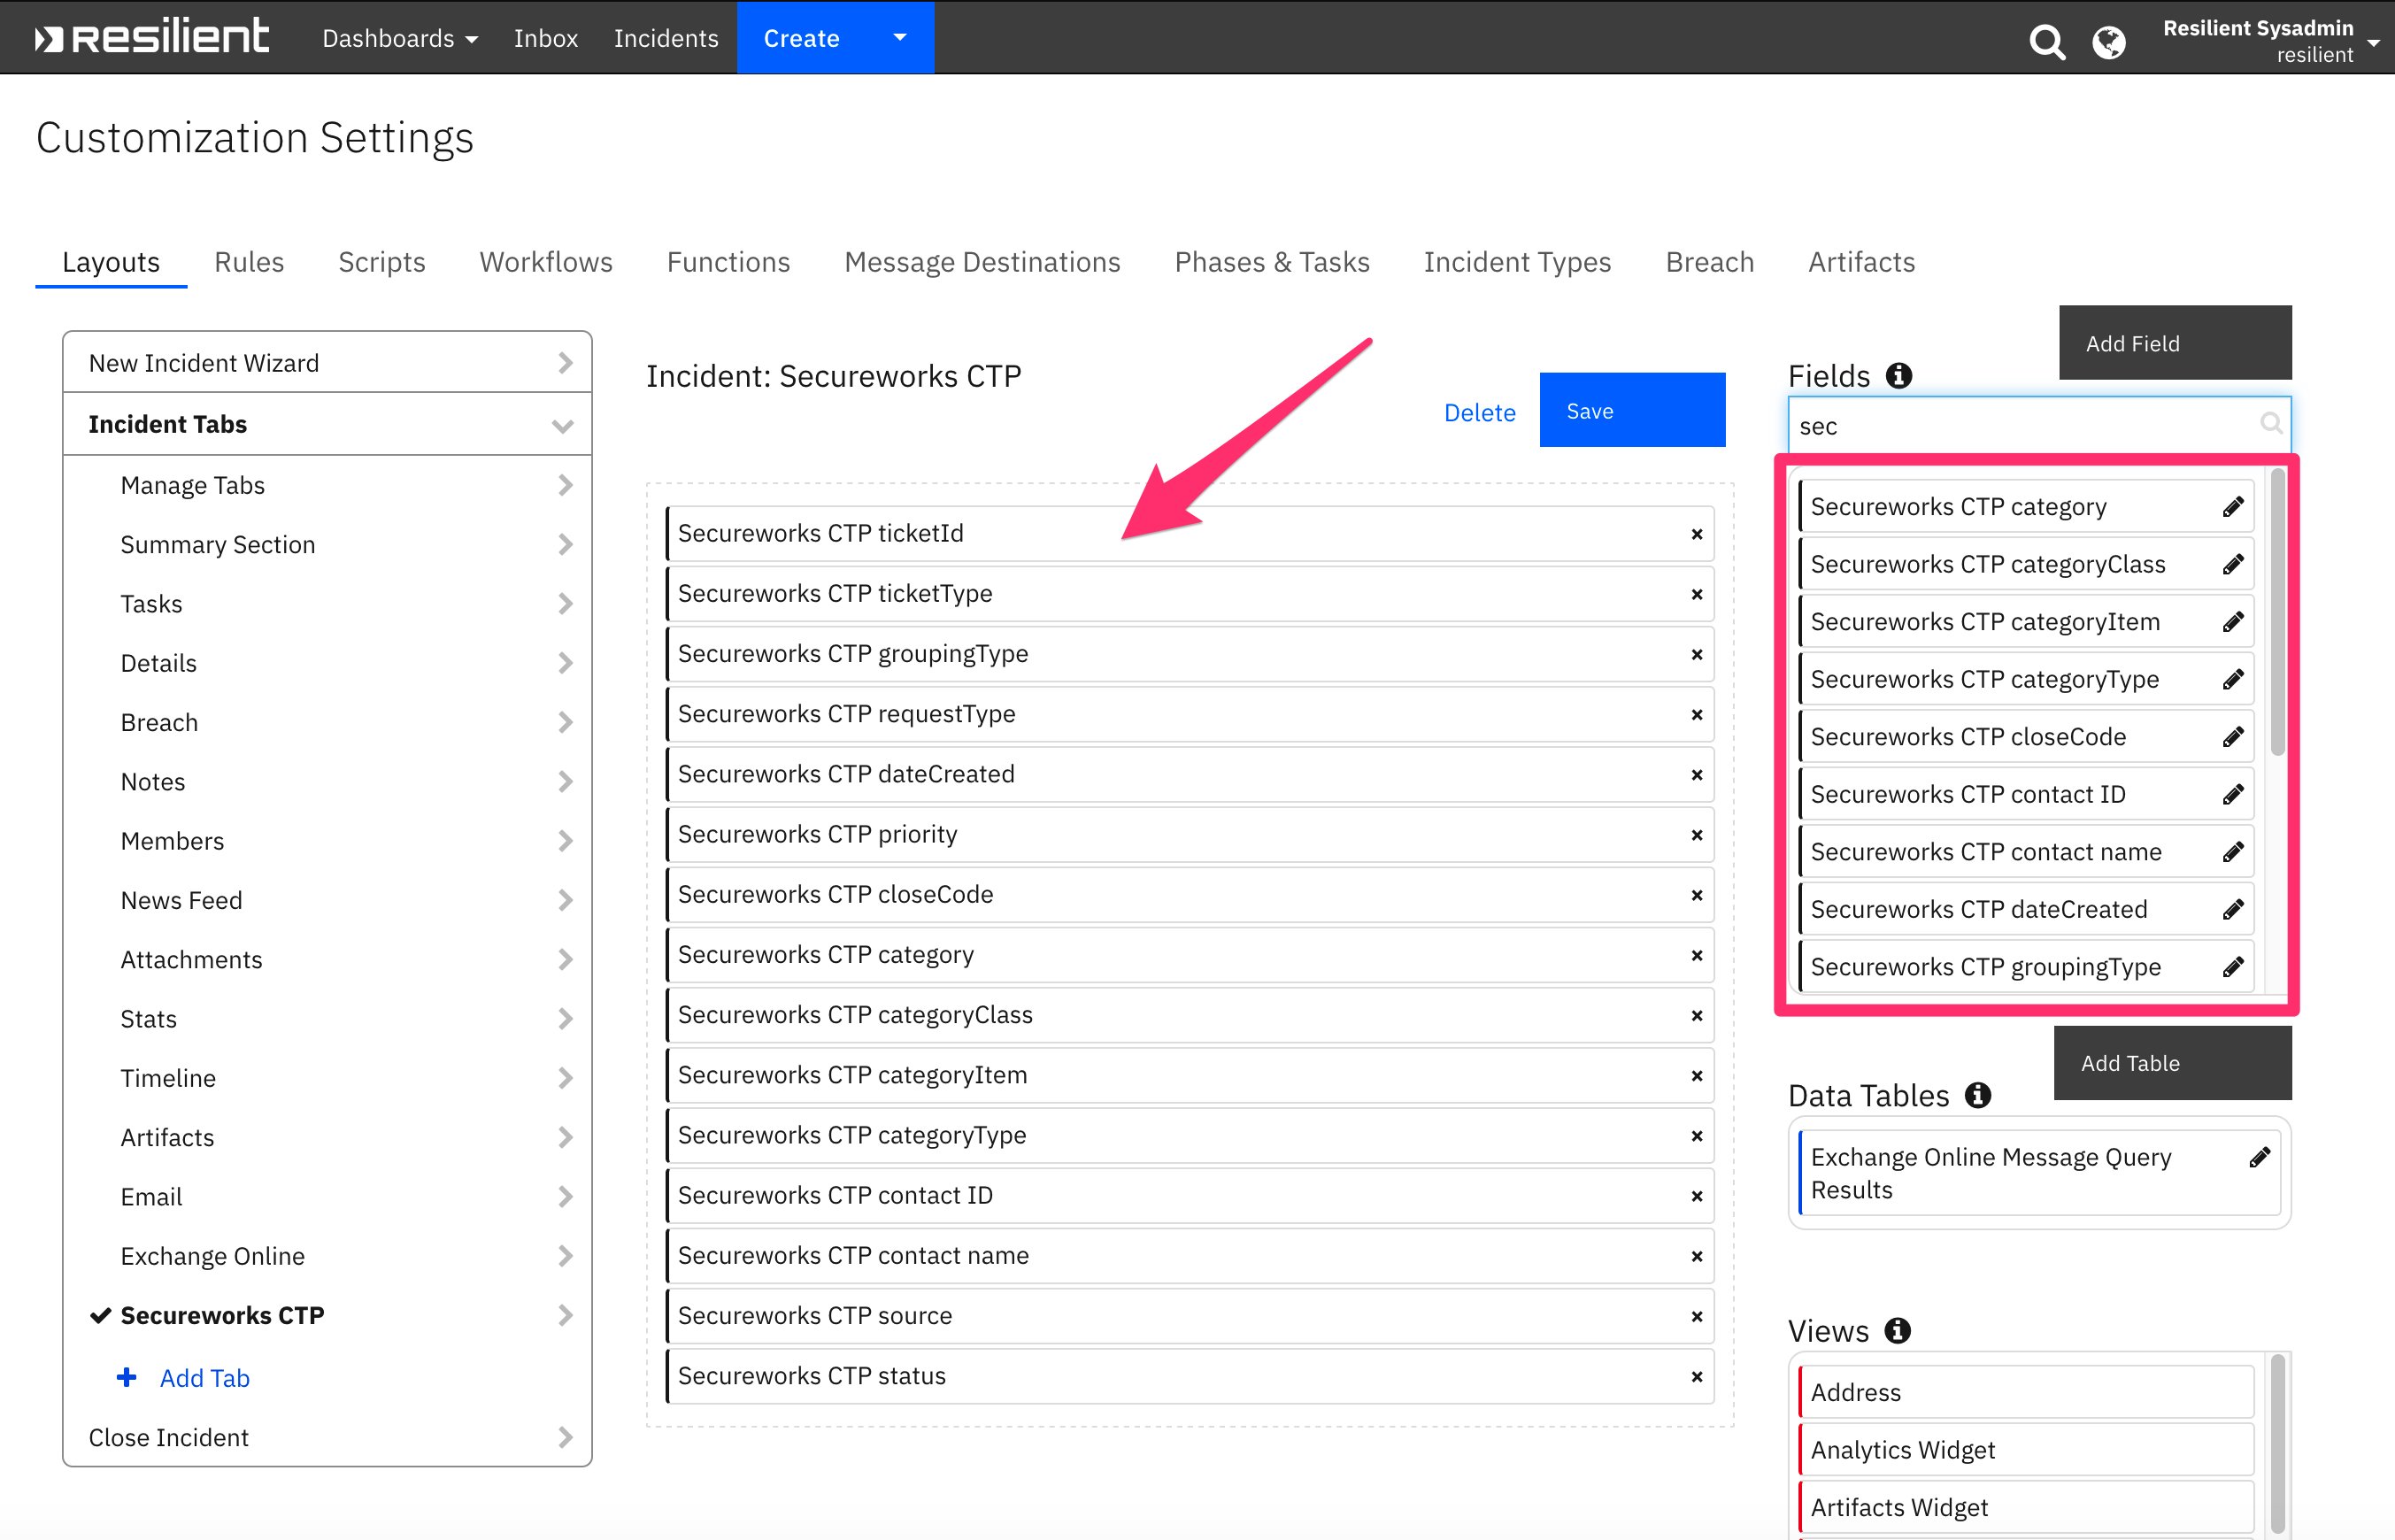 Resilient
Dashboards
Inbox
Incidents
Create
Resilient Sysadmin
resilient
Customization Settings
Layouts
Rules
Scripts
Workflows
Functions
Message Destinations
Phases & Tasks
Incident Types
Breach
Artifacts
New Incident Wizard
Incident Tabs
Manage Tabs
Summary Section
Tasks
Details
Breach
Notes
Members
News Feed
Attachments
Stats
Timeline
Artifacts
Email
Exchange Online
Secureworks CTP
Add Tab
Close Incident
Incident: Secureworks CTP
Delete
Save
Secureworks CTP ticketId
Secureworks CTP ticketType
Secureworks CTP groupingType
Secureworks CTP requestType
Secureworks CTP dateCreated
Secureworks CTP priority
Secureworks CTP closeCode
Secureworks CTP category
Secureworks CTP categoryClass
Secureworks CTP categoryItem
Secureworks CTP categoryType
Secureworks CTP contact ID
Secureworks CTP contact name
Secureworks CTP source
Secureworks CTP status
Add Field
Fields
sec
Secureworks CTP category
Secureworks CTP categoryClass
Secureworks CTP categoryItem
Secureworks CTP categoryType
Secureworks CTP closeCode
Secureworks CTP contact ID
Secureworks CTP contact name
Secureworks CTP dateCreated
Secureworks CTP groupingType
Add Table
Data Tables
Exchange Online Message Query
Results
Views
Address
Analytics Widget
Artifacts Widget